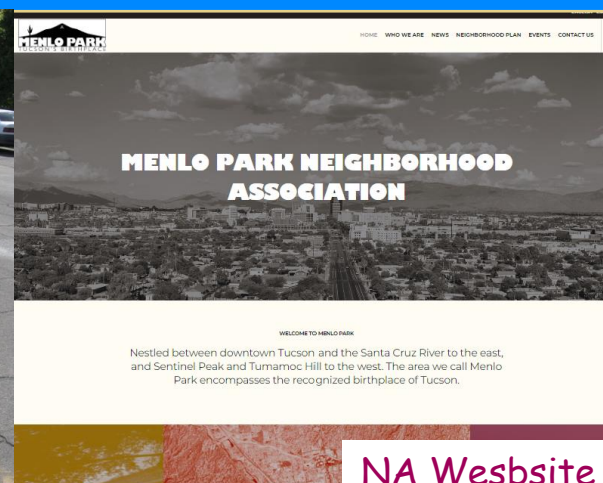 MENLO PARK
TUCSON'S BIRTHPLACE
HOME WHO WE ARE NEWS NEIGHBORHOOD PLAN EVENTS CONTACT US
MENLO PARK NEIGHBORHOOD
ASSOCIATION
WELCOME TO MENLO PARK
Nestled between downtown Tucson and the Santa Cruz River to the east,
and Sentinel Peak and Tumamoc Hill to the west. The area we call Menlo
Park encompasses the recognized birthplace of Tucson.
NA Wesbsite